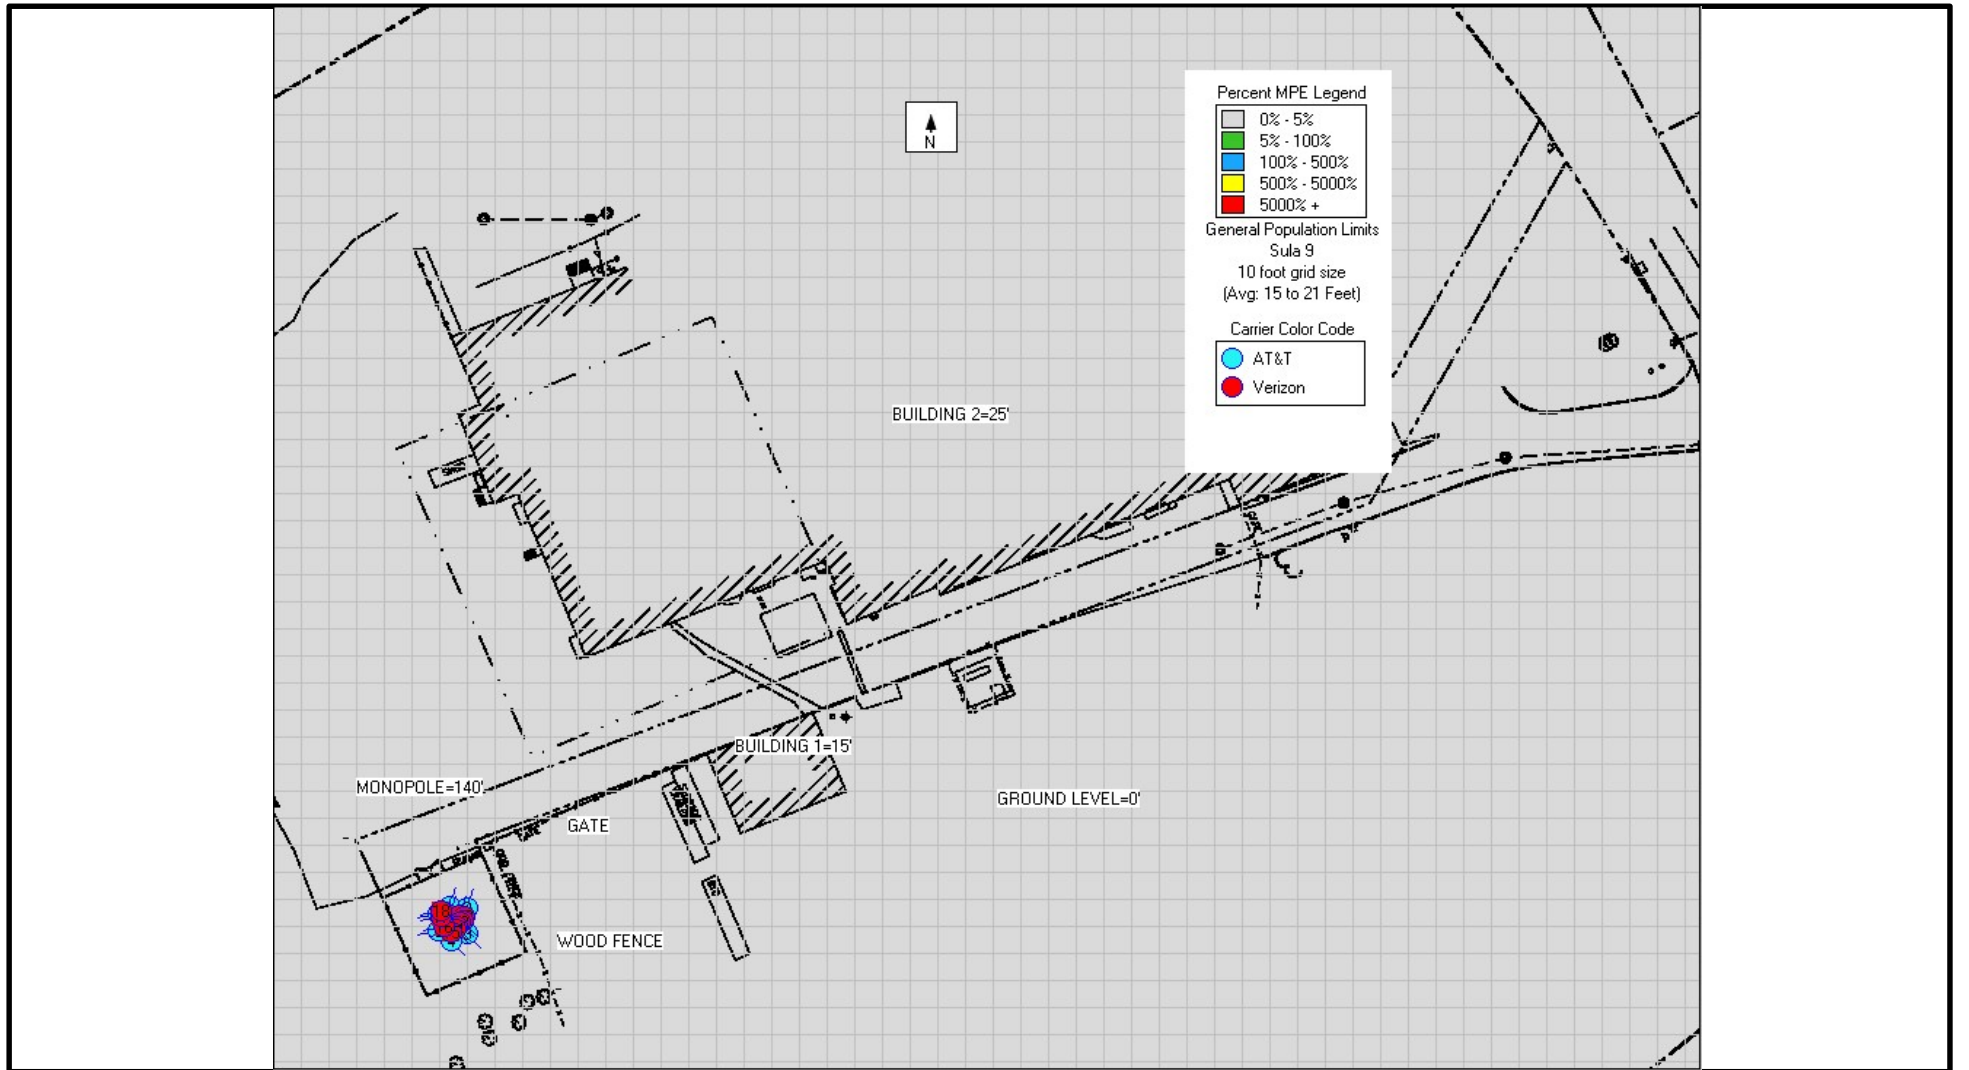 N
Percent MPE Legend
0% - 5%
5% - 100%
100% - 500%
500% - 5000%
5000% +
General Population Limits
Sula 9
10 foot grid size
(Avg: 15 to 21 Feet)
Carrier Color Code
AT&T
Verizon
BUILDING 2=25'
BUILDING 1=15'
MONOPOLE=140'
GROUND LEVEL=0'
GATE
18
WOOD FENCE